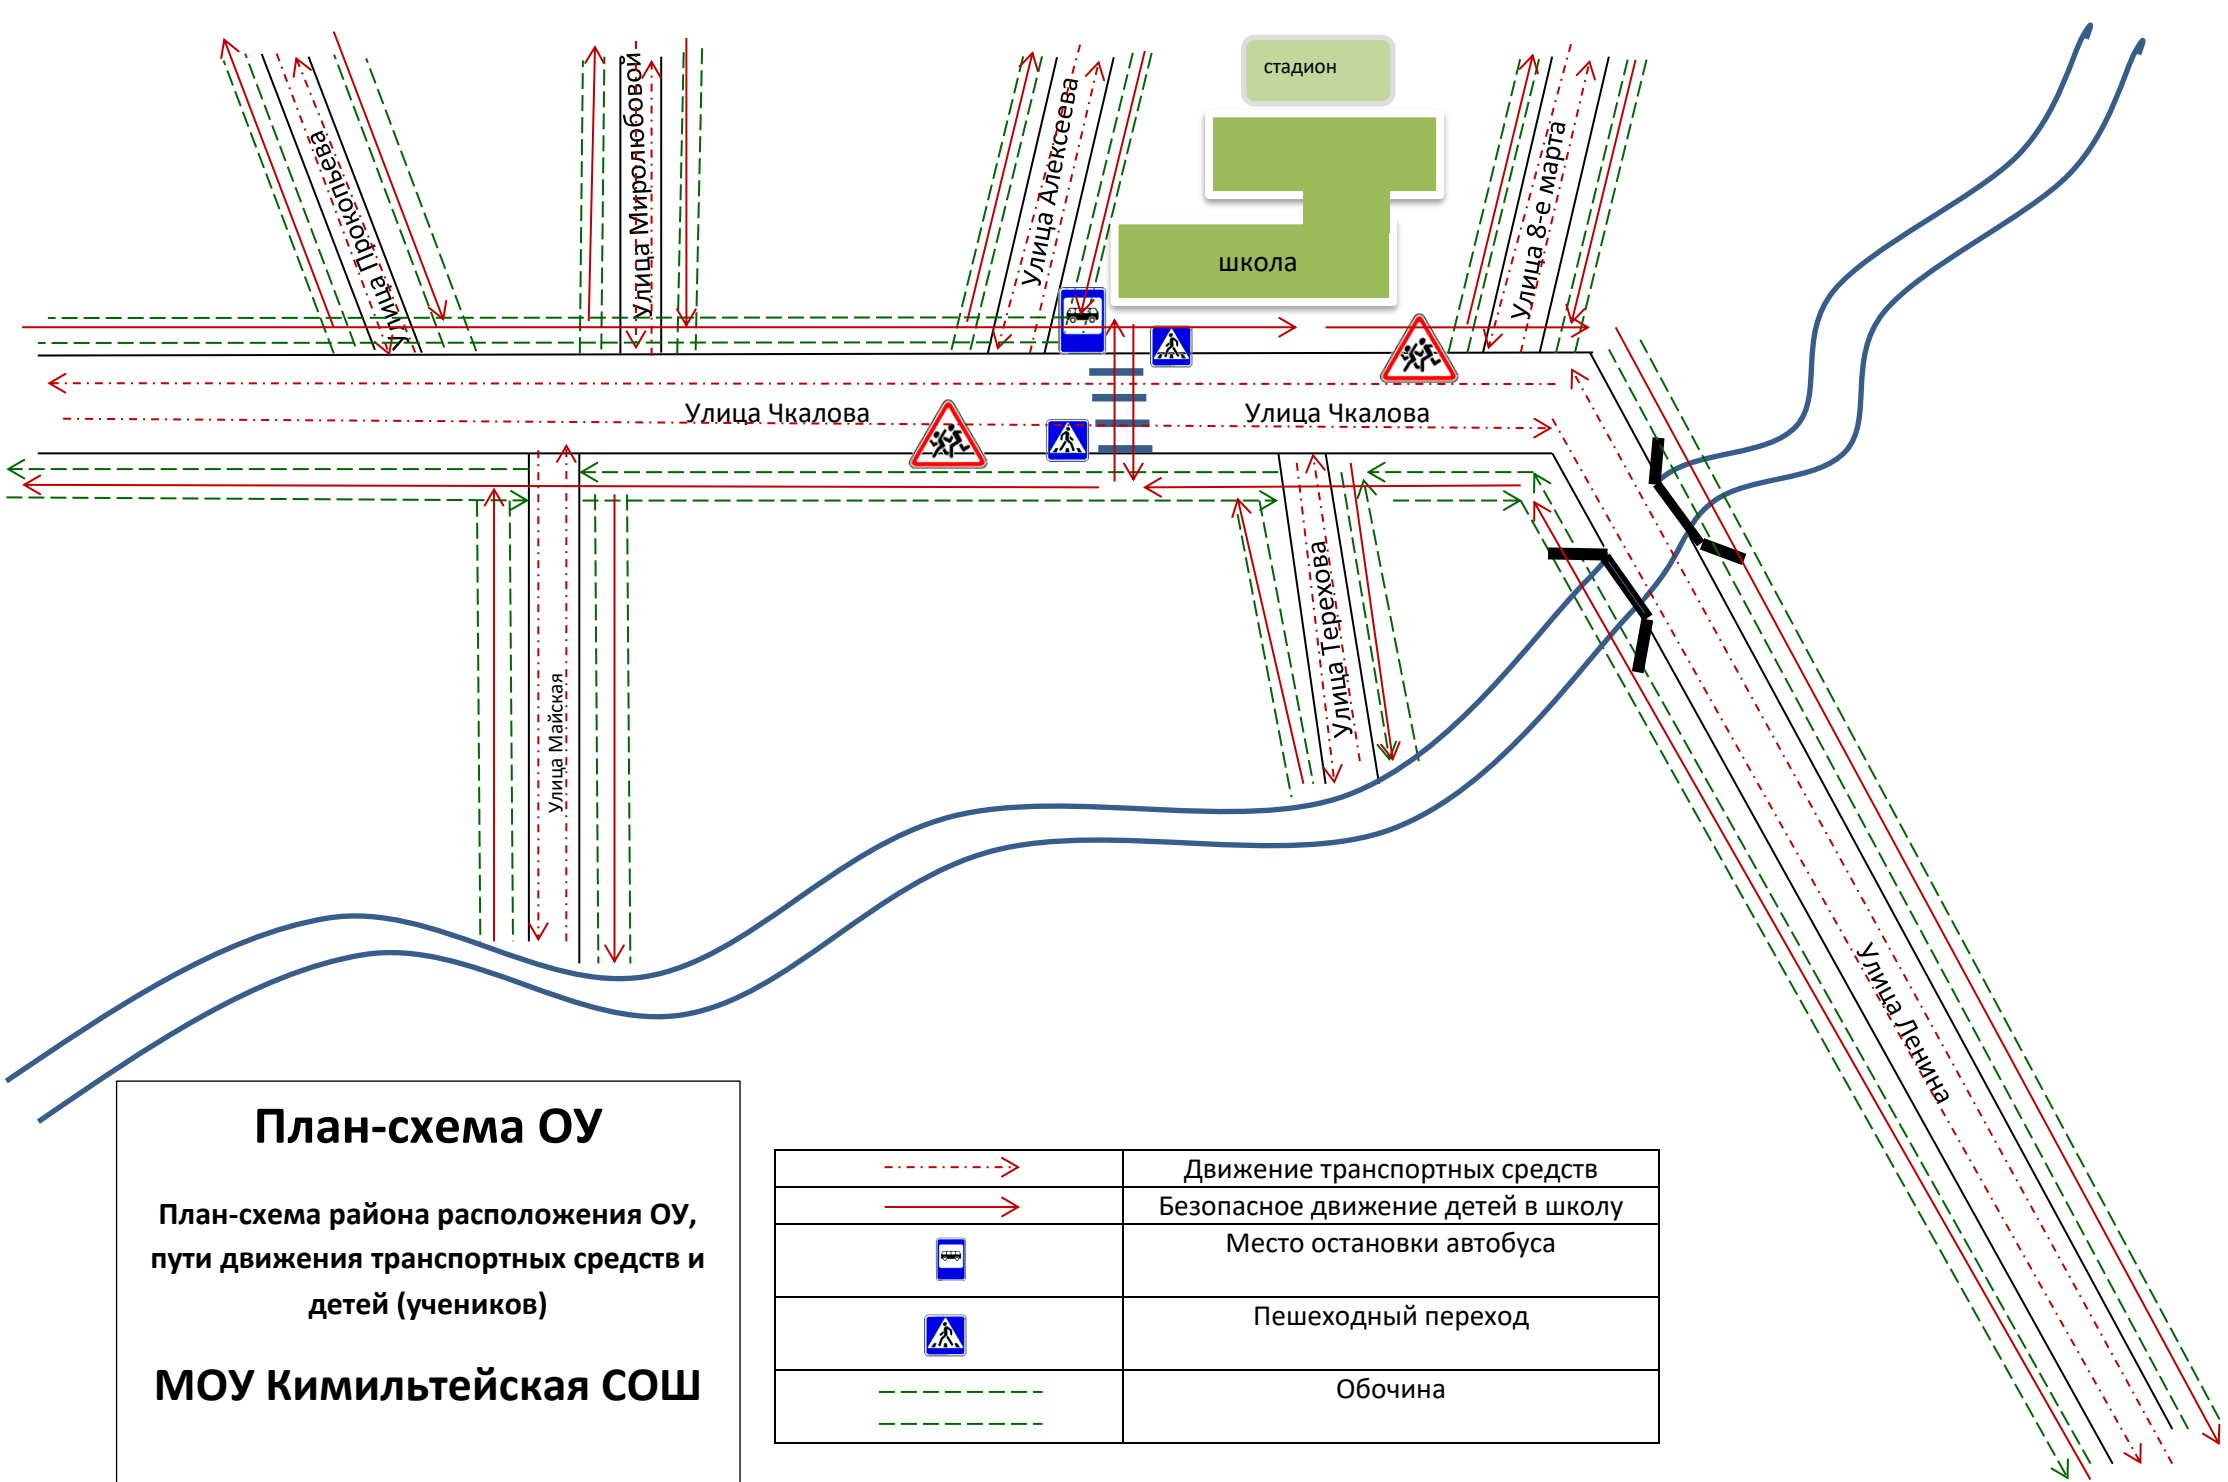 стадион
школа
Улица Прокопьева
Улица Миролюбовой
Улица Алексеева
Улица 8-е марта
Улица Чкалова
Улица Чкалова
Улица Майская
Улица Терехова
Улица Ленина
План-схема ОУ
План-схема района расположения ОУ,
пути движения транспортных средств и
детей (учеников)
МОУ Кимильтейская СОШ
Движение транспортных средств
Безопасное движение детей в школу
Место остановки автобуса
Пешеходный переход
Обочина